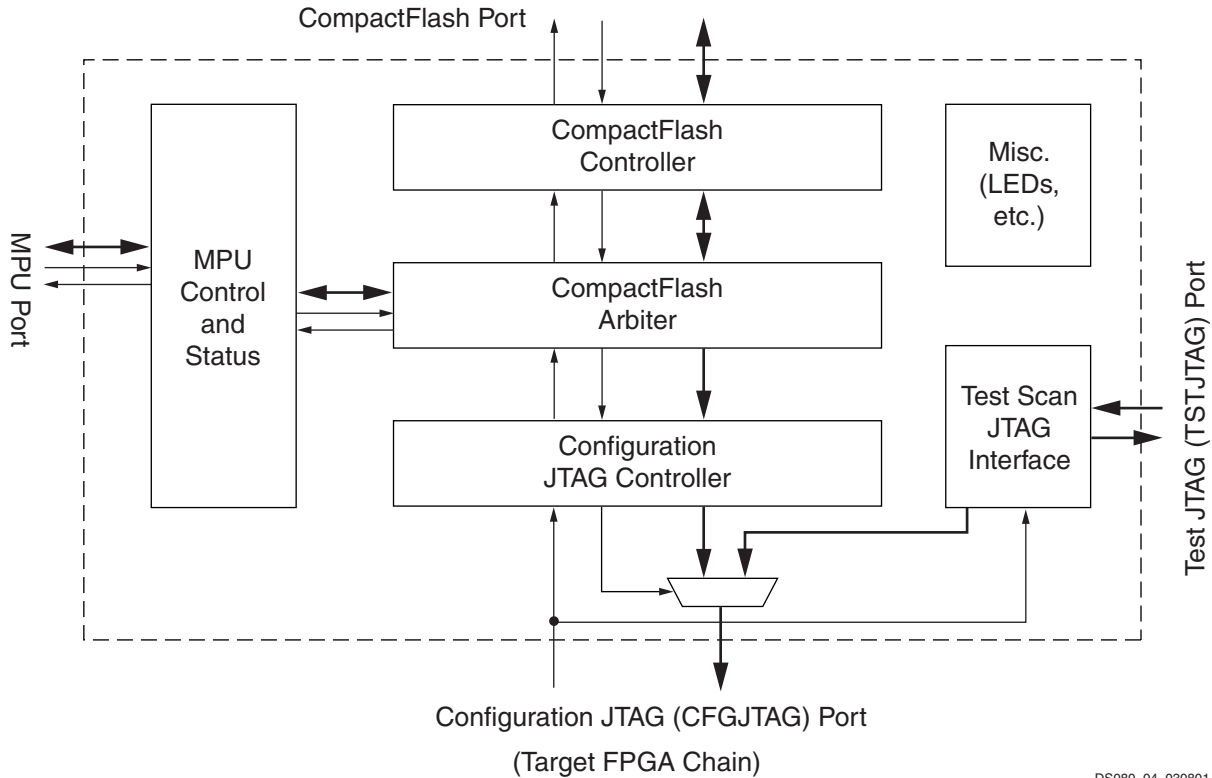 CompactFlash Port
CompactFlash
Controller
Misc.
(LEDs,
etc.)
MPU Port
MPU
Control
and
Status
CompactFlash
Arbiter
Test Scan
JTAG
Interface
Test JTAG (TSTJTAG) Port
Configuration
JTAG Controller
Configuration JTAG (CFGJTAG) Port
(Target FPGA Chain)
DS080_04_030801